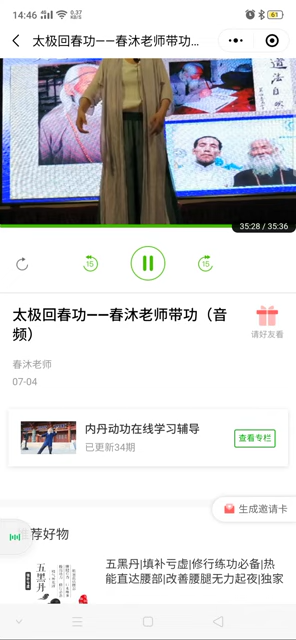 14:46
4G
0.37
KB/S
61
太极回春功——春沐老师带功...
道法自
35:28 / 35:36
15
15
太极回春功——春沐老师带功（音
频）
请好友看
春沐老师
07-04
内丹动功在线学习辅导
已更新34期
查看专栏
生成邀请卡
推荐好物
五黑丹
五黑丹|填补亏虚|修行练功必备|热
能直达腰部|改善腰腿无力起夜|独家